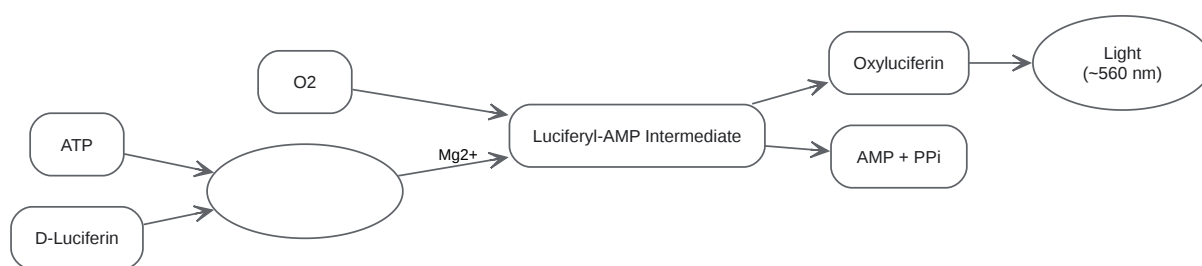 O2
ATP
D-Luciferin
Mg2+
Luciferyl-AMP Intermediate
Oxyluciferin
AMP + PPi
Light
(~560 nm)